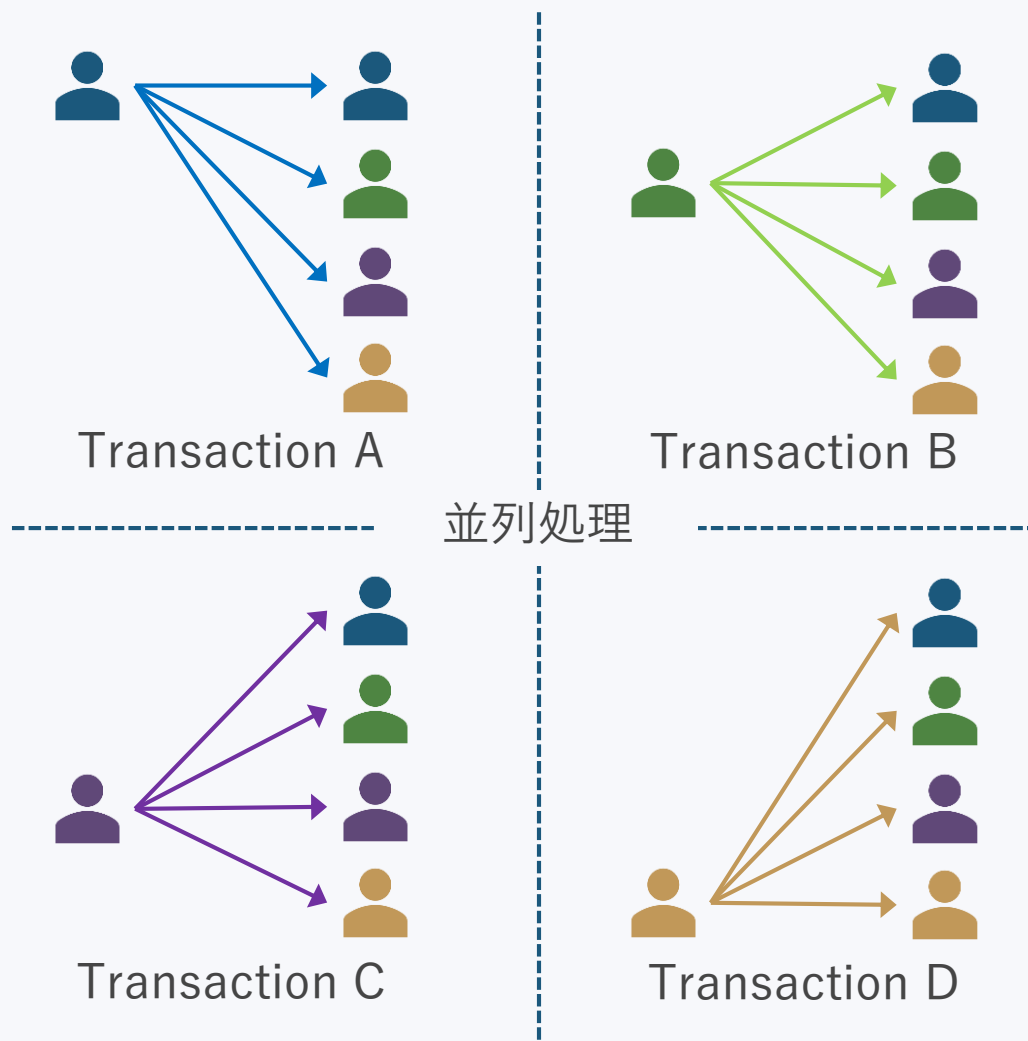 Transaction A
Transaction B
並列処理
Transaction C
Transaction D